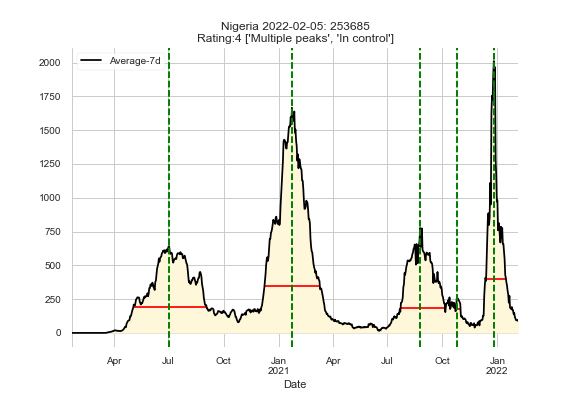 Nigeria 2022-02-05: 253685
Rating:4 ['Multiple peaks', 'In control']
Average-7d
2000
1750
1500
1250
1000
750
500
250
0
Apr Jul Oct Jan Apr Jul Oct Jan
2021 2022
Date